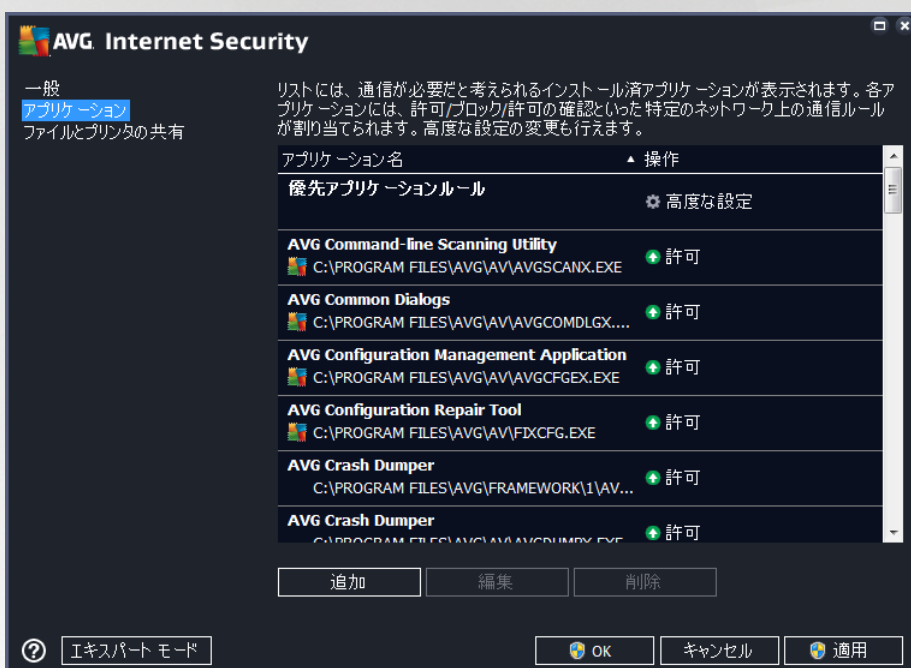 AVG. Internet Security
一般
アプリケーション
ファイルとプリンタの共有
リストには、通信が必要だと考えられるインストール済アプリケーションが表示されます。各ア
プリケーションには、許可/ブロック/許可の確認といった特定のネットワーク上の通信ルール
が割り当てられます。高度な設定の変更も行えます。
アプリケーション名 操作
優先アプリケーションルール
高度な設定
AVG Command-line Scanning Utility
C:\PROGRAM FILES\AVG\AV\AVGSCANX.EXE
許可
AVG Common Dialogs
C:\PROGRAM FILES\AVG\AV\AVGCOMDLGX....
許可
AVG Configuration Management Application
C:\PROGRAM FILES\AVG\AV\AVGCFGEX.EXE
許可
AVG Configuration Repair Tool
C:\PROGRAM FILES\AVG\AV\FIXCFG.EXE
許可
AVG Crash Dumper
C:\PROGRAM FILES\AVG\FRAMEWORK\1\AV...
許可
AVG Crash Dumper
C:\PROGRAM FILES\AVG\AV\AVGDUMPX.EXE
許可
追加 編集 削除
エキスパート モード OK キャンセル 適用